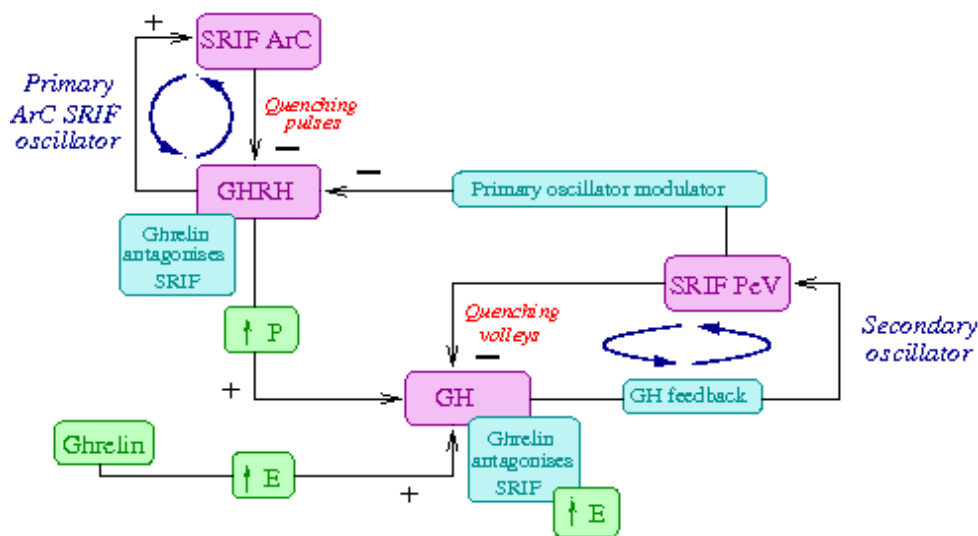 +
SRIF ArC
Primary
ArC SRIF
oscillator
Quenching
pulses
−
GHRH
−
Primary oscillator modulator
Ghrelin
antagonises
SRIF
SRIF PeV
↑ P
Quenching
volleys
−
Secondary
oscillator
+
GH
GH feedback
Ghrelin
↑ E
+
Ghrelin
antagonises
SRIF
↑ E